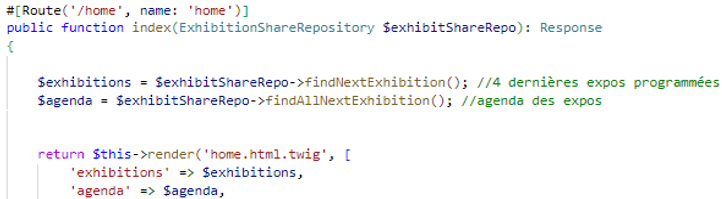 #[Route('/home', name: 'home')]
public function index(ExhibitionShareRepository $exhibitShareRepo): Response
{
$exhibitions = $exhibitShareRepo->findNextExhibition(); //4 dernières expos programmées
$agenda = $exhibitShareRepo->findAllNextExhibition(); //agenda des expos
return $this->render('home.html.twig', [
'exhibitions' => $exhibitions,
'agenda' => $agenda,